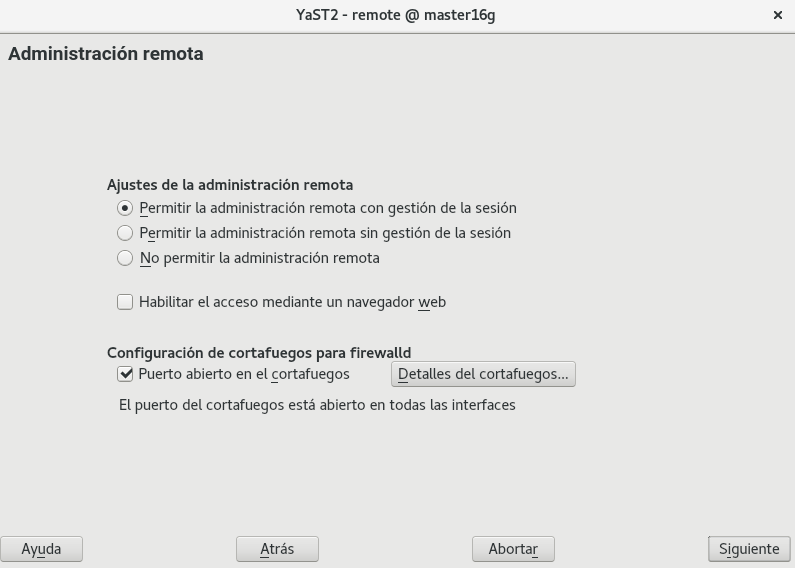 YaST2 - remote @ master16g
Administración remota
Ajustes de la administración remota
Permitir la administración remota con gestión de la sesión
Permitir la administración remota sin gestión de la sesión
No permitir la administración remota
Habilitar el acceso mediante un navegador web
Configuración de cortafuegos para firewalld
Puerto abierto en el cortafuegos Detalles del cortafuegos...
El puerto del cortafuegos está abierto en todas las interfaces
Ayuda Atrás Abortar Siguiente